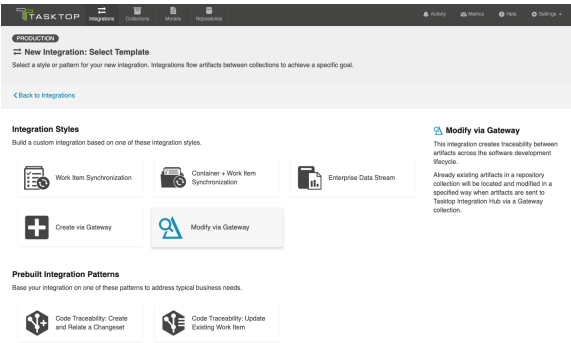 TASKTOP
Integrations
Collections
Models
Repositories
Activity
Metrics
Help
Settings
PRODUCTION
New Integration: Select Template
Select a style or pattern for your new integration. Integrations flow artifacts between collections to achieve a specific goal.
Back to Integrations
Integration Styles
Build a custom integration based on one of these integration styles.
Work Item Synchronization
Container + Work Item
Synchronization
Enterprise Data Stream
Create via Gateway
Modify via Gateway
Modify via Gateway
This integration creates traceability between
artifacts across the software development
lifecycle.
Already existing artifacts in a repository
collection will be located and modified in a
specified way when artifacts are sent to
Tasktop Integration Hub via a Gateway
collection.
Prebuilt Integration Patterns
Base your integration on one of these patterns to address typical business needs.
Code Traceability: Create
and Relate a Changeset
Code Traceability: Update
Existing Work Item